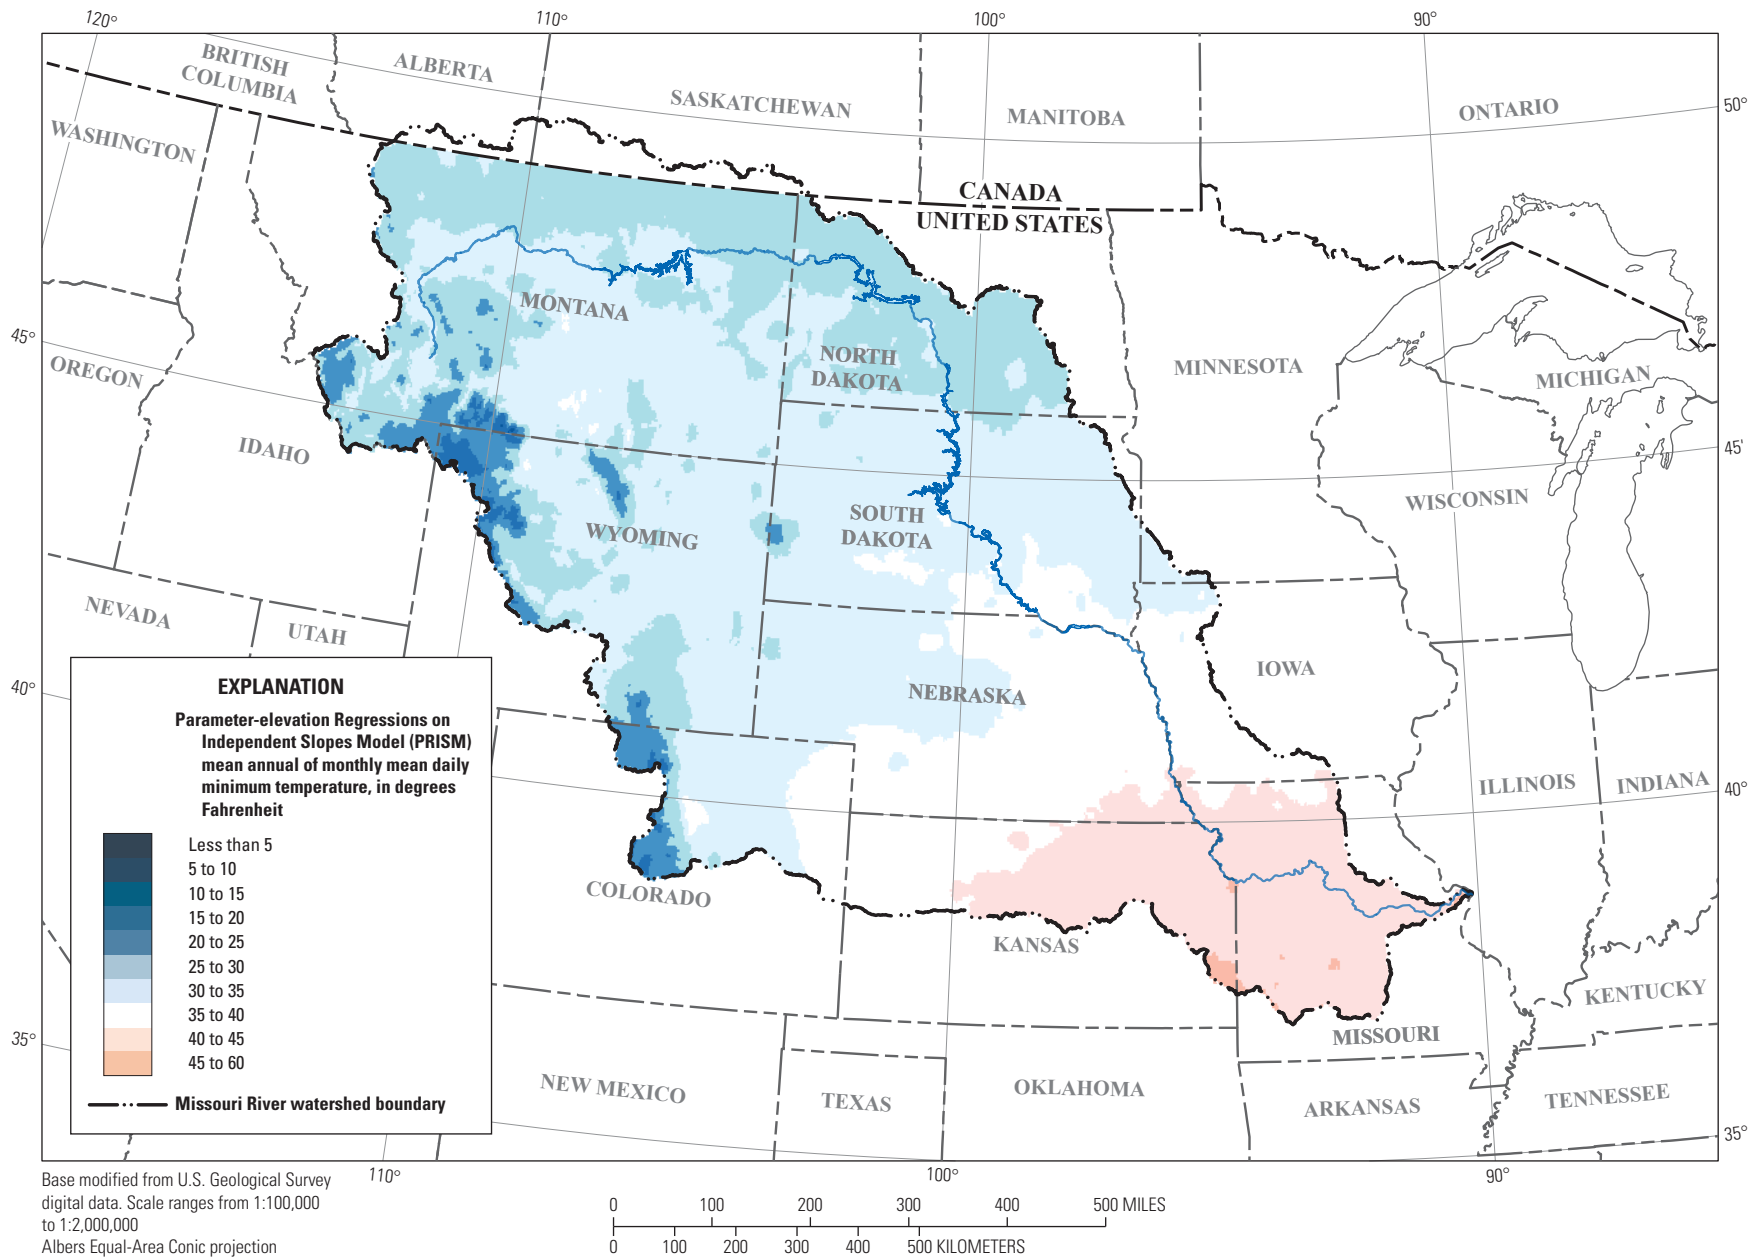 120°
110°
100°
90°
BRITISH
COLUMBIA
ALBERTA
SASKATCHEWAN
MANITOBA
ONTARIO
50°
WASHINGTON
CANADA
UNITED STATES
MONTANA
45°
OREGON
NORTH
DAKOTA
MINNESOTA
MICHIGAN
45'
IDAHO
WYOMING
SOUTH
DAKOTA
WISCONSIN
NEVADA
UTAH
IOWA
NEBRASKA
40°
ILLINOIS
INDIANA
40°
EXPLANATION
Parameter-elevation Regressions on
Independent Slopes Model (PRISM)
mean annual of monthly mean daily
minimum temperature, in degrees
Fahrenheit
Less than 5
5 to 10
10 to 15
15 to 20
20 to 25
25 to 30
30 to 35
35 to 40
40 to 45
45 to 60
Missouri River watershed boundary
COLORADO
KANSAS
KENTUCKY
MISSOURI
35°
NEW MEXICO
TEXAS
OKLAHOMA
ARKANSAS
TENNESSEE
35°
110°
100°
90°
Base modified from U.S. Geological Survey
digital data. Scale ranges from 1:100,000
to 1:2,000,000
Albers Equal-Area Conic projection
0 100 200 300 400 500 MILES
0 100 200 300 400 500 KILOMETERS